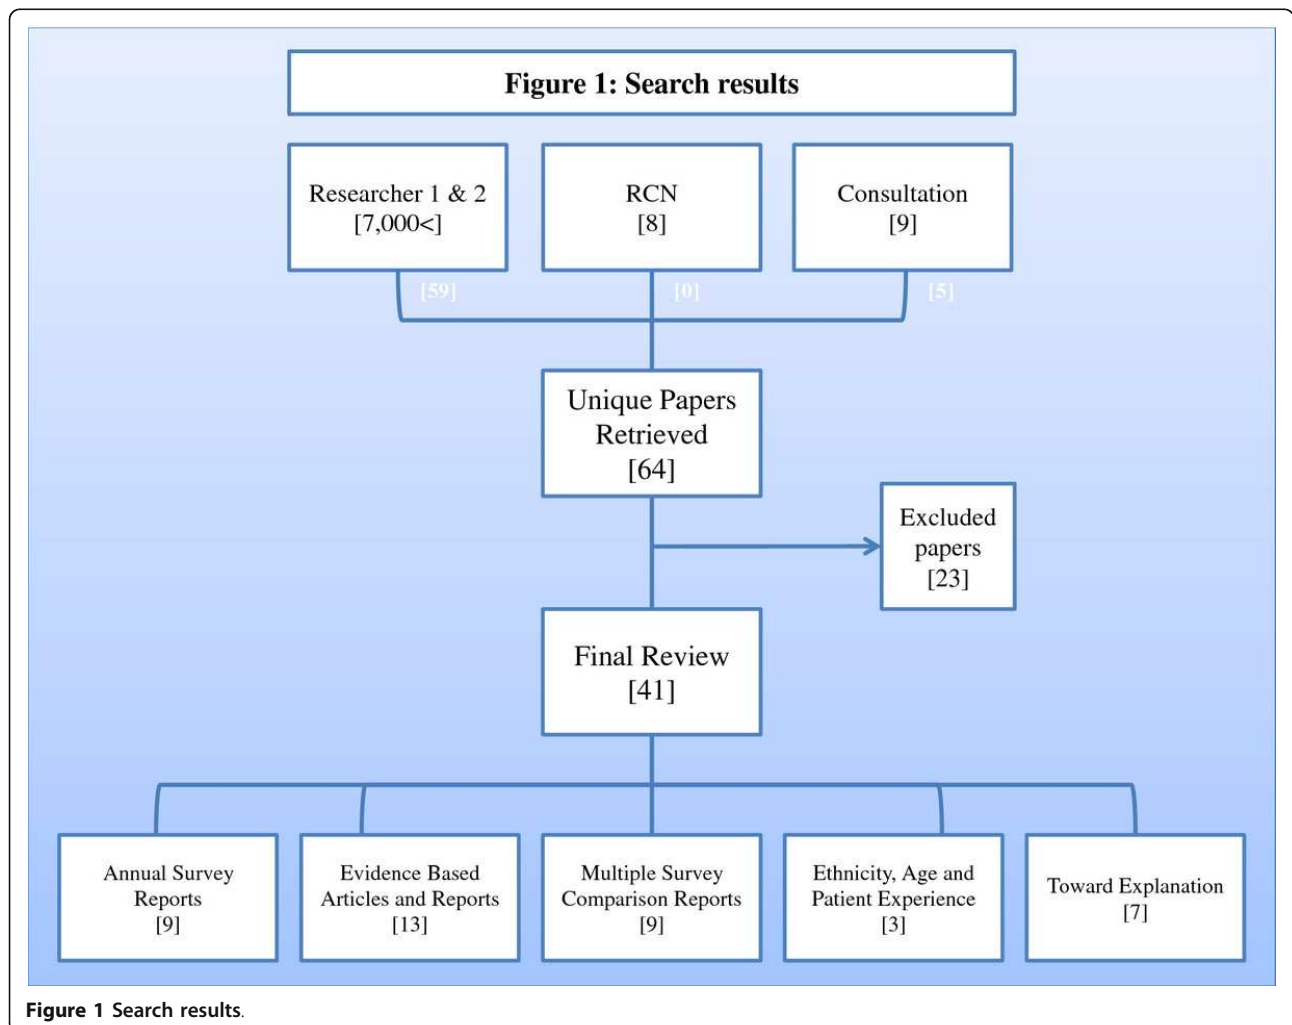 Figure 1: Search results
Researcher 1 & 2
[7,000<]
RCN
[8]
Consultation
[9]
[59]
[0]
[5]
Unique Papers
Retrieved
[64]
Excluded
papers
[23]
Final Review
[41]
Annual Survey
Reports
[9]
Evidence Based
Articles and Reports
[13]
Multiple Survey
Comparison Reports
[9]
Ethnicity, Age and
Patient Experience
[3]
Toward Explanation
[7]
Figure 1 Search results.